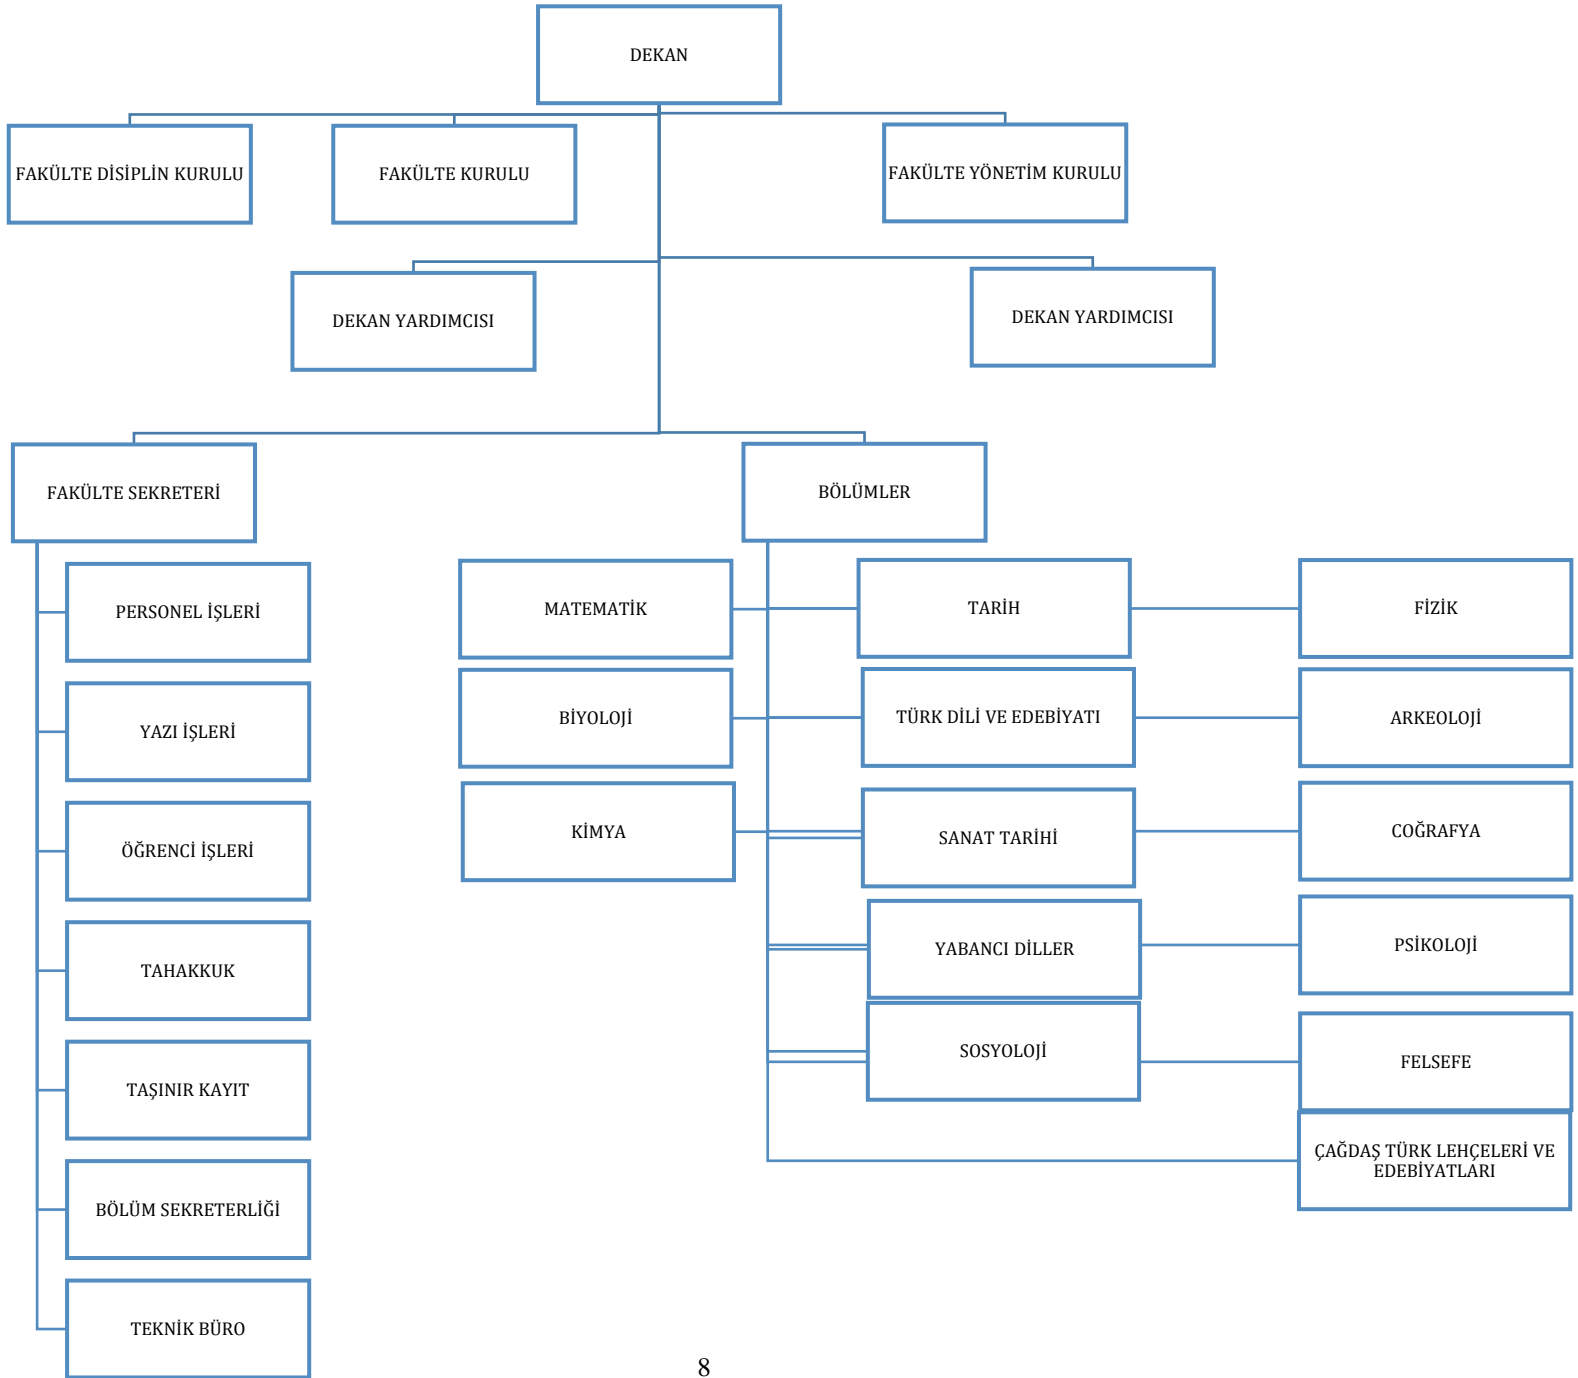 DEKAN
FAKÜLTE DİSİPLİN KURULU
FAKÜLTE KURULU
FAKÜLTE YÖNETİM KURULU
DEKAN YARDIMCISI
DEKAN YARDIMCISI
FAKÜLTE SEKRETERİ
BÖLÜMLER
PERSONEL İŞLERİ
YAZI İŞLERİ
ÖĞRENCİ İŞLERİ
TAHAKKUK
TAŞINIR KAYIT
BÖLÜM SEKRETERLİĞİ
TEKNİK BÜRO
MATEMATİK
TARİH
FİZİK
BİYOLOJİ
TÜRK DİLİ VE EDEBİYATI
ARKEOLOJİ
KİMYA
SANAT TARİHİ
COĞRAFYA
YABANCI DİLLER
PSİKOLOJİ
SOSYOLOJİ
FELSEFE
ÇAĞDAŞ TÜRK LEHÇELERİ VE
EDEBİYATLARI
8